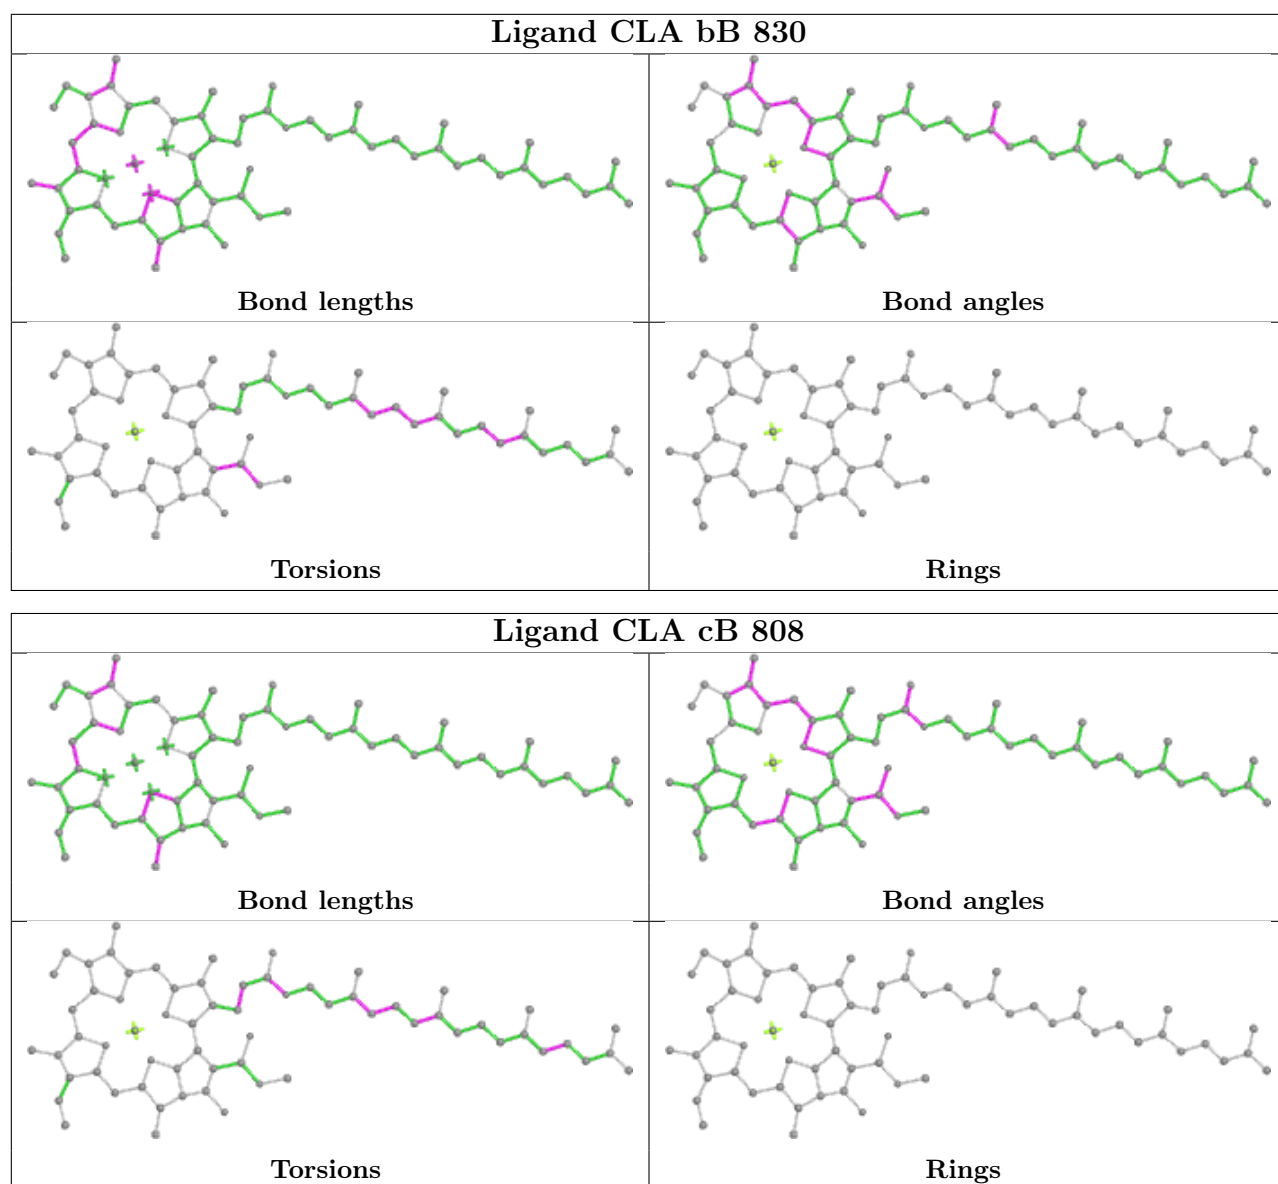 Ligand CLA bB 830
Bond lengths
Bond angles
Torsions
Rings
Ligand CLA cB 808
Bond lengths
Bond angles
Torsions
Rings